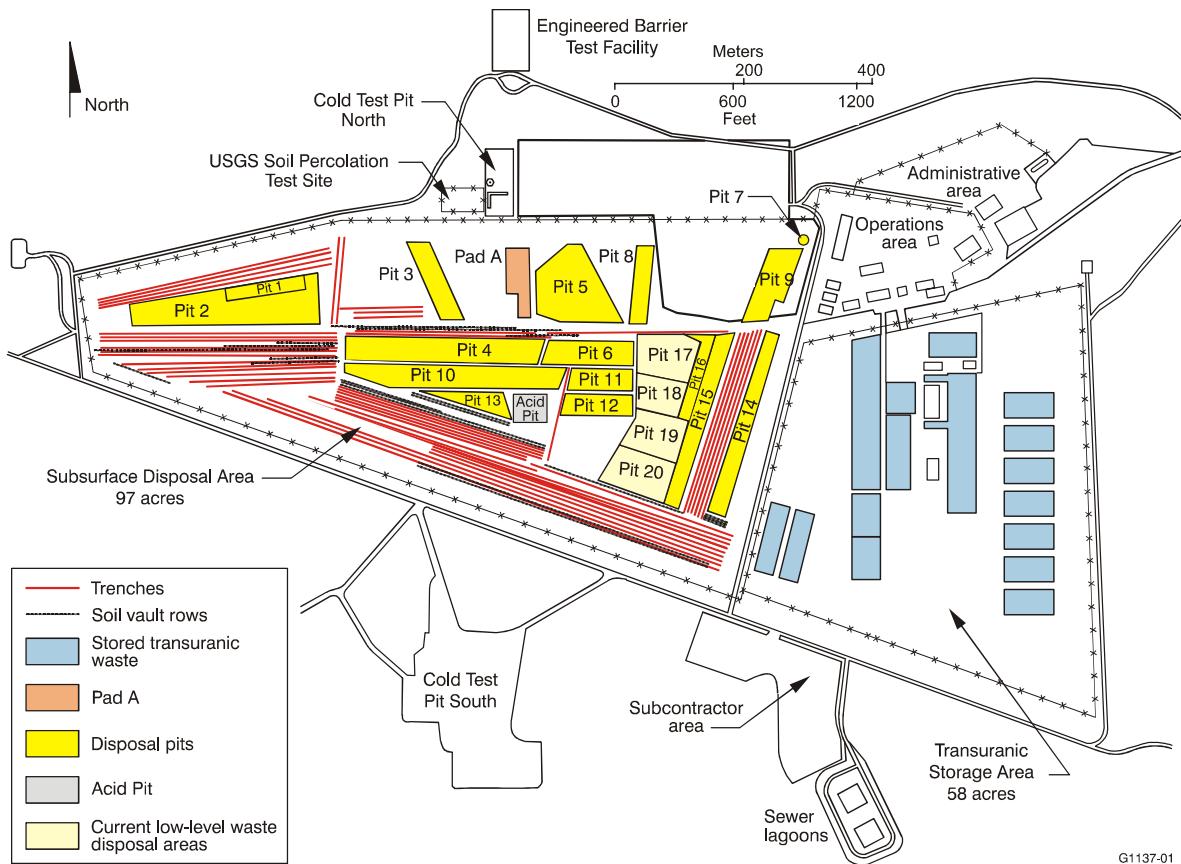 Engineered Barrier
Test Facility
Meters
200
400
0
600
1200
Feet
North
Cold Test Pit
North
USGS Soil Percolation
Test Site
Administrative
area
Pit 7
Operations
area
Pit 3
Pad A
Pit 5
Pit 8
Pit 9
Pit 1
Pit 2
Pit 4
Pit 6
Pit 17
Pit 16
Pit 10
Pit 11
Pit 18
Pit 15
Pit 14
Pit 13
Acid
Pit
Pit 12
Pit 19
Pit 20
Subsurface Disposal Area
97 acres
Trenches
Soil vault rows
Stored transuranic
waste
Pad A
Disposal pits
Acid Pit
Current low-level waste
disposal areas
Cold Test
Pit South
Subcontractor
area
Transuranic
Storage Area
58 acres
Sewer
lagoons
G1137-01